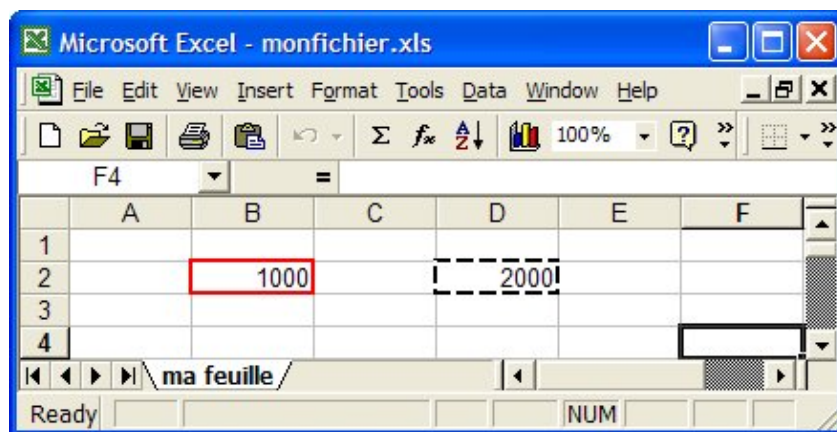 Microsoft Excel - monfichier.xls
File Edit View Insert Format Tools Data Window Help
Σ fx A Z 100% ? »
F4 =
A B C D E F
1
2 1000 2000
3
4
ma feuille
Ready NUM